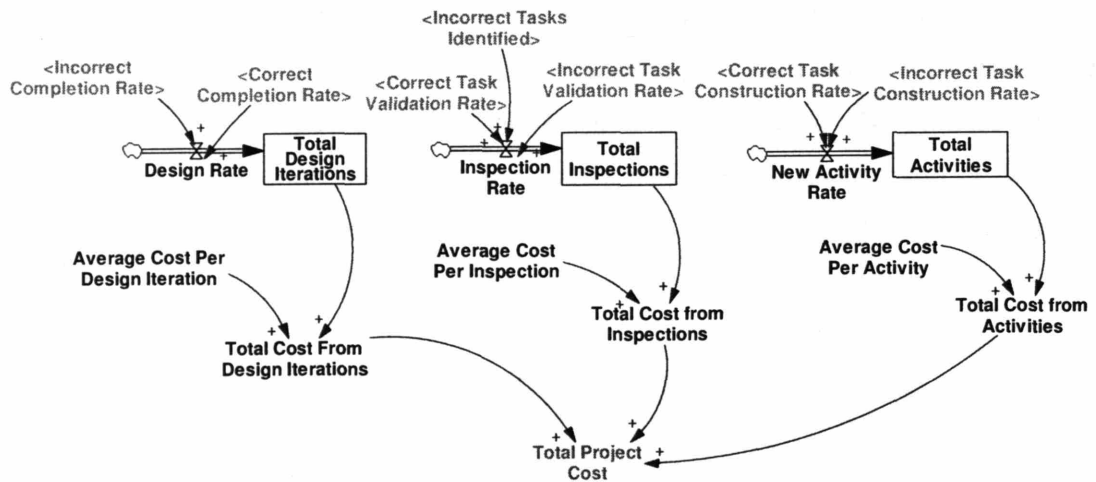 <Incorrect Tasks
Identified>
<Incorrect
Completion Rate>
<Correct
Completion Rate>
<Correct Task
Validation Rate>
<Incorrect Task
Validation Rate>
<Correct Task
Construction Rate>
<Incorrect Task
Construction Rate>
+
+
+
+
+
+
+
Design Rate
Total
Design
Iterations
Inspection
Rate
Total
Inspections
New Activity
Rate
Total
Activities
Average Cost Per
Design Iteration
Average Cost
Per Inspection
Average Cost
Per Activity
+
+
Total Cost From
Design Iterations
+
+
Total Cost from
Inspections
+
+
Total Cost from
Activities
+
+
+
Total Project
Cost